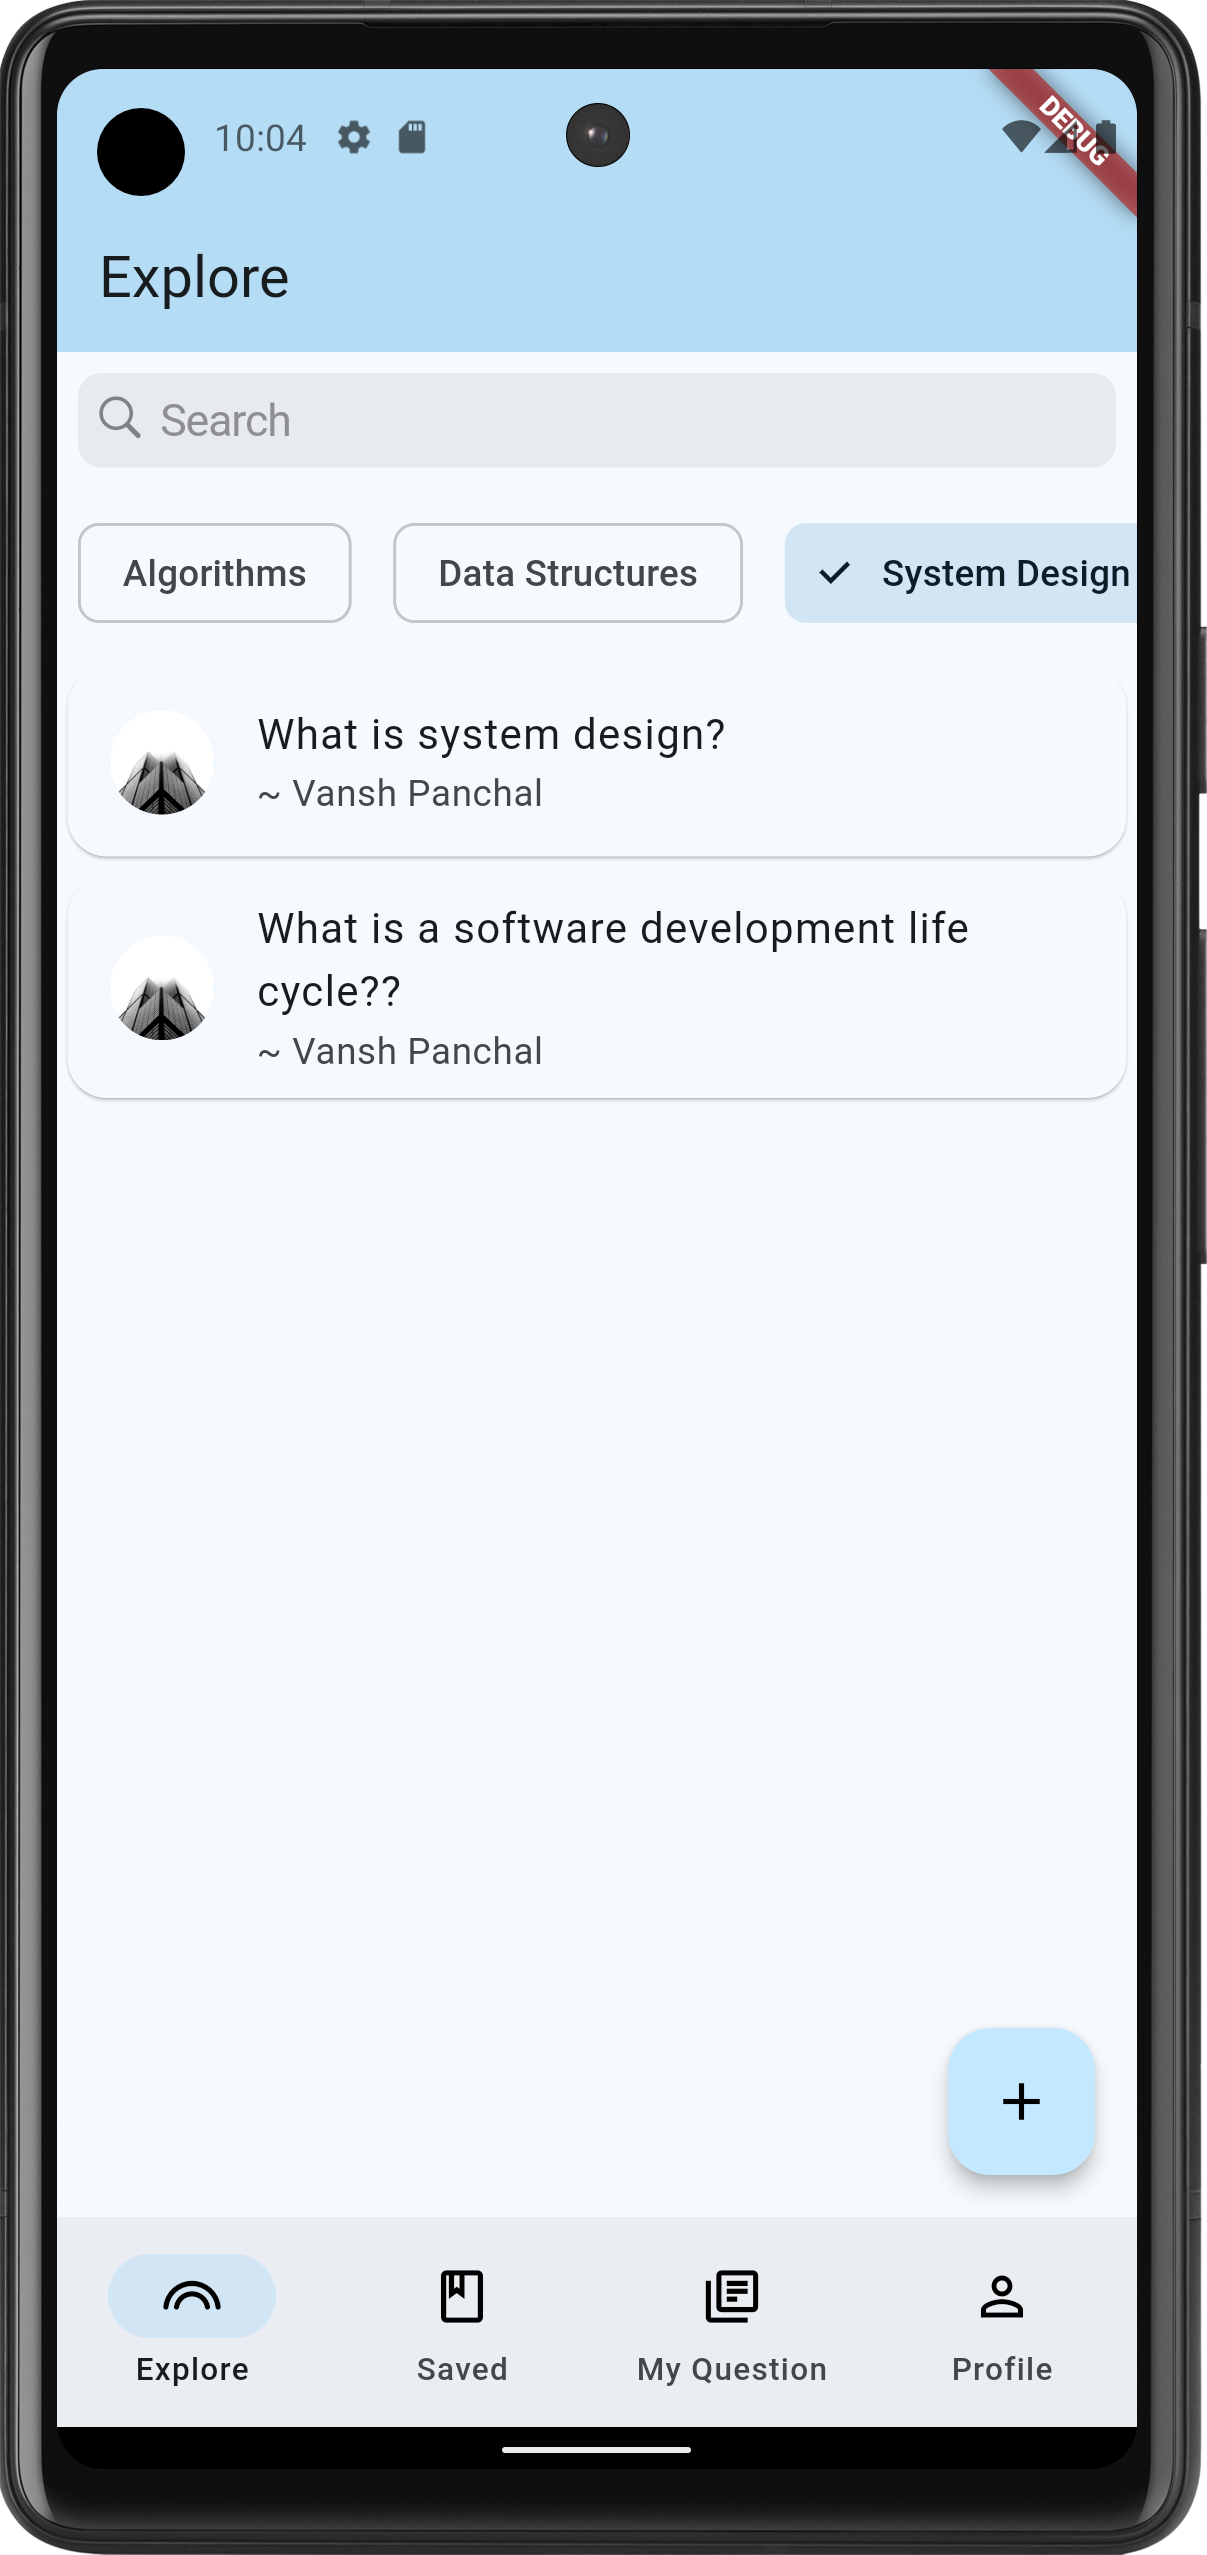 10:04
DEBUG
Explore
Search
Algorithms
Data Structures
System Design
What is system design?
~ Vansh Panchal
What is a software development life
cycle??
~ Vansh Panchal
Explore
Saved
My Question
Profile